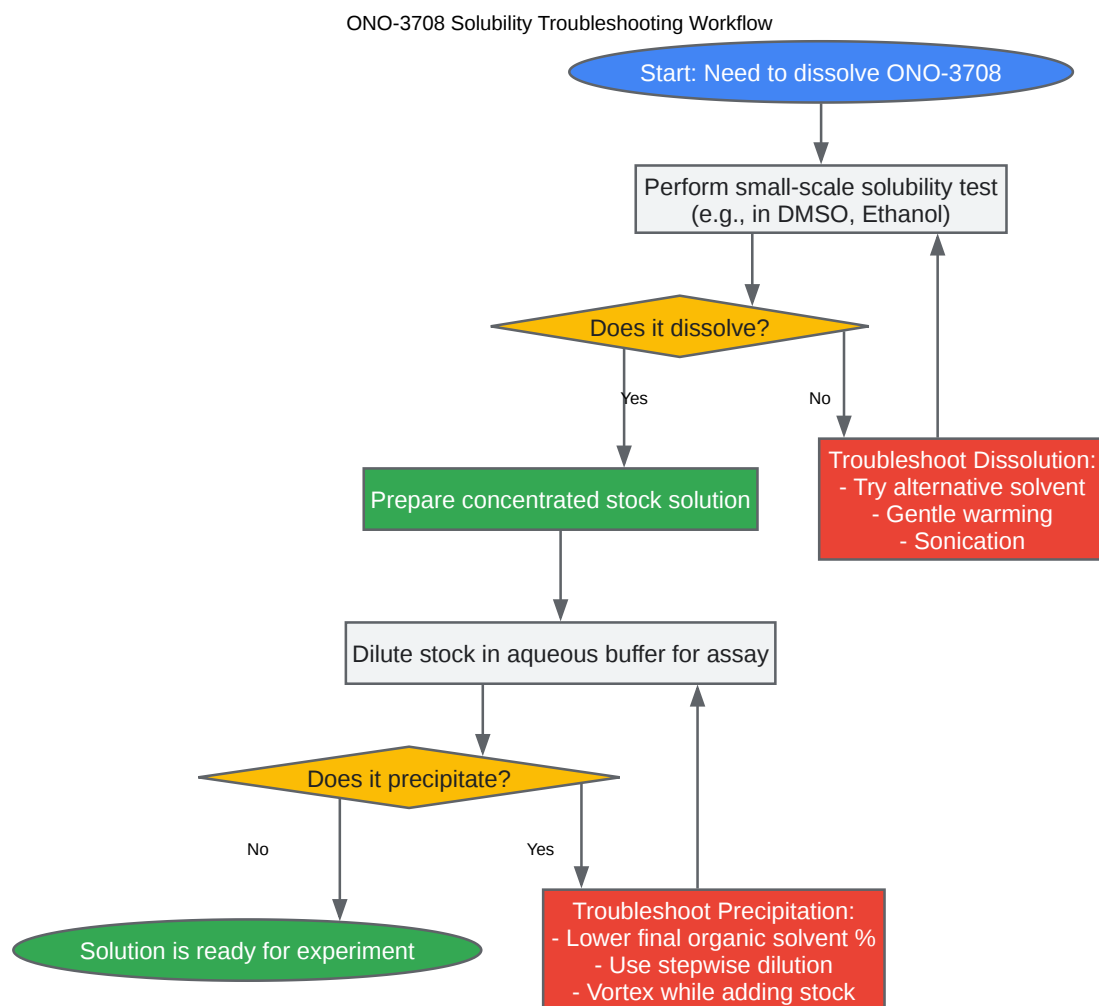 ONO-3708 Solubility Troubleshooting Workflow
Start: Need to dissolve ONO-3708
Perform small-scale solubility test
(e.g., in DMSO, Ethanol)
Does it dissolve?
Yes
No
Troubleshoot Dissolution:
- Try alternative solvent
- Gentle warming
- Sonication
Prepare concentrated stock solution
Dilute stock in aqueous buffer for assay
Does it precipitate?
No
Yes
Troubleshoot Precipitation:
- Lower final organic solvent %
- Use stepwise dilution
- Vortex while adding stock
Solution is ready for experiment